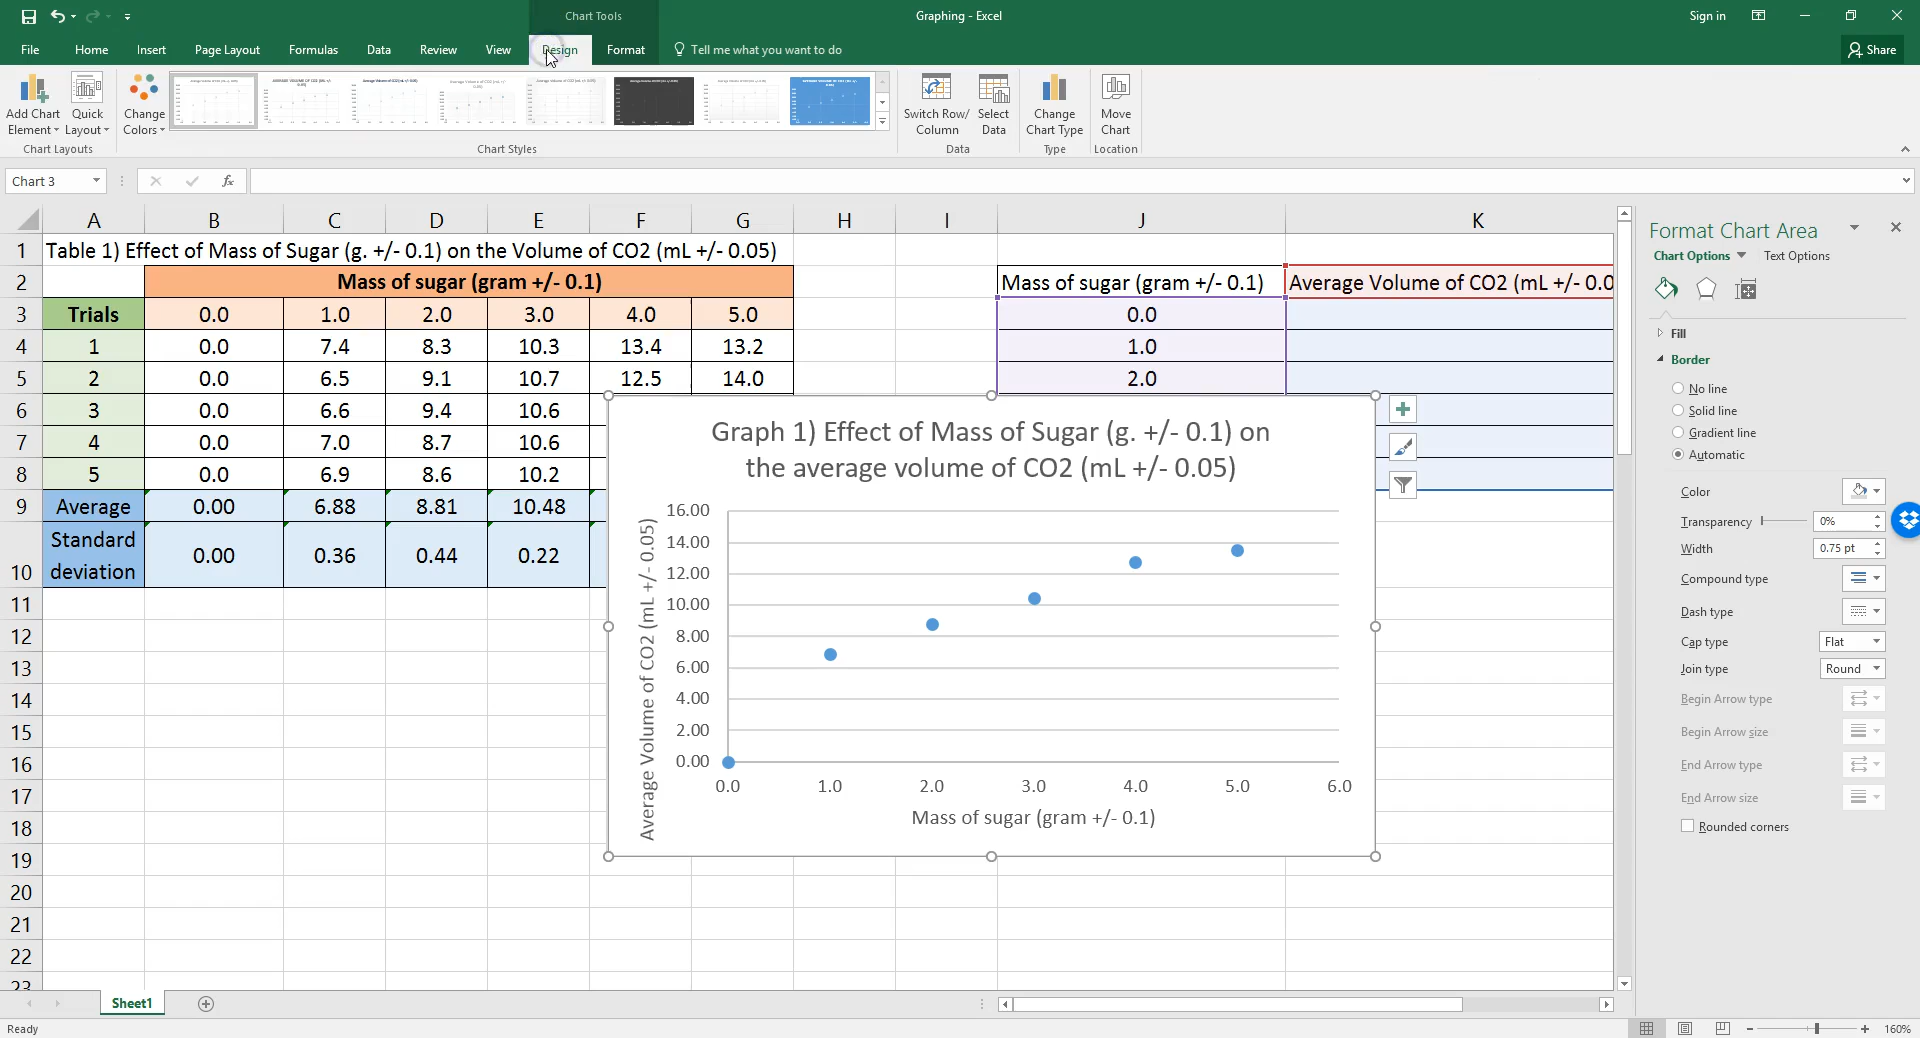 Chart Tools
Graphing - Excel
Sign in
File Home Insert Page Layout Formulas Data Review View Design Format Tell me what you want to do
Share
Add Chart Element
Quick Layout
Change Colors
Switch Row/ Column
Select Data
Change Chart Type
Move Chart
Chart Layouts Chart Styles Data Type Location
Chart 3
fx
A B C D E F G H I J K
1 Table 1) Effect of Mass of Sugar (g. +/- 0.1) on the Volume of CO2 (mL +/- 0.05)
2 Mass of sugar (gram +/- 0.1) Mass of sugar (gram +/- 0.1) Average Volume of CO2 (mL +/- 0.0
3 Trials 0.0 1.0 2.0 3.0 4.0 5.0 0.0
4 1 0.0 7.4 8.3 10.3 13.4 13.2 1.0
5 2 0.0 6.5 9.1 10.7 12.5 14.0 2.0
6 3 0.0 6.6 9.4 10.6
7 4 0.0 7.0 8.7 10.6
8 5 0.0 6.9 8.6 10.2
9 Average 0.00 6.88 8.81 10.48
10 Standard deviation 0.00 0.36 0.44 0.22
11
12
13
14
15
16
17
18
19
20
21
22
23
Graph 1) Effect of Mass of Sugar (g. +/- 0.1) on
the average volume of CO2 (mL +/- 0.05)
Average Volume of CO2 (mL +/- 0.05)
16.00
14.00
12.00
10.00
8.00
6.00
4.00
2.00
0.00
0.0 1.0 2.0 3.0 4.0 5.0 6.0
Mass of sugar (gram +/- 0.1)
Format Chart Area
Chart Options Text Options
Fill
Border
No line
Solid line
Gradient line
Automatic
Color
Transparency 0%
Width 0.75 pt
Compound type
Dash type
Cap type Flat
Join type Round
Begin Arrow type
Begin Arrow size
End Arrow type
End Arrow size
Rounded corners
Sheet1
Ready
160%